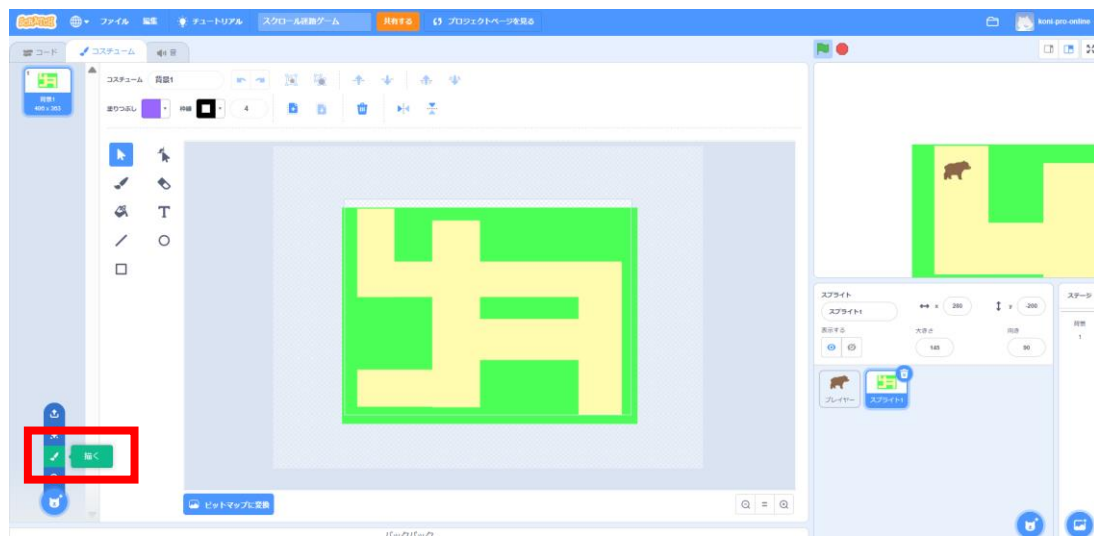 SCRATCH ファイル 編集 チュートリアル スクロール迷路ゲーム 共有する プロジェクトページを見る koni-pro-online
コード コスチューム 音
コスチューム 背景1
塗りつぶし 枠線 4
1
背景1
T
スプライト
スプライト1 x 200 y -200
表示する 大きさ 向き
145 90
プレイヤー スプライト1
ステージ
背景
1
描く
ビットマップに変換
バックパック